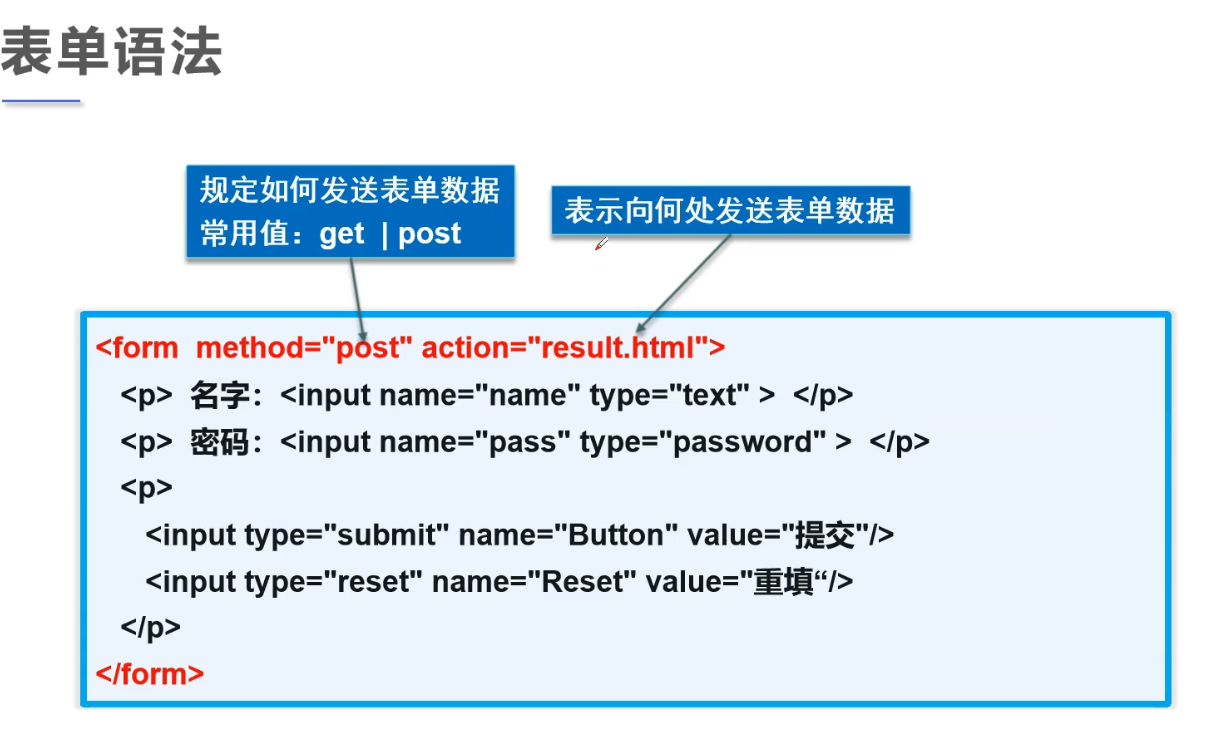 表单语法
规定如何发送表单数据
常用值：get | post
表示向何处发送表单数据
<form method="post" action="result.html">
<p> 名字：<input name="name" type="text" > </p>
<p> 密码：<input name="pass" type="password" > </p>
<p>
<input type="submit" name="Button" value="提交"/>
<input type="reset" name="Reset" value="重填“/>
</p>
</form>